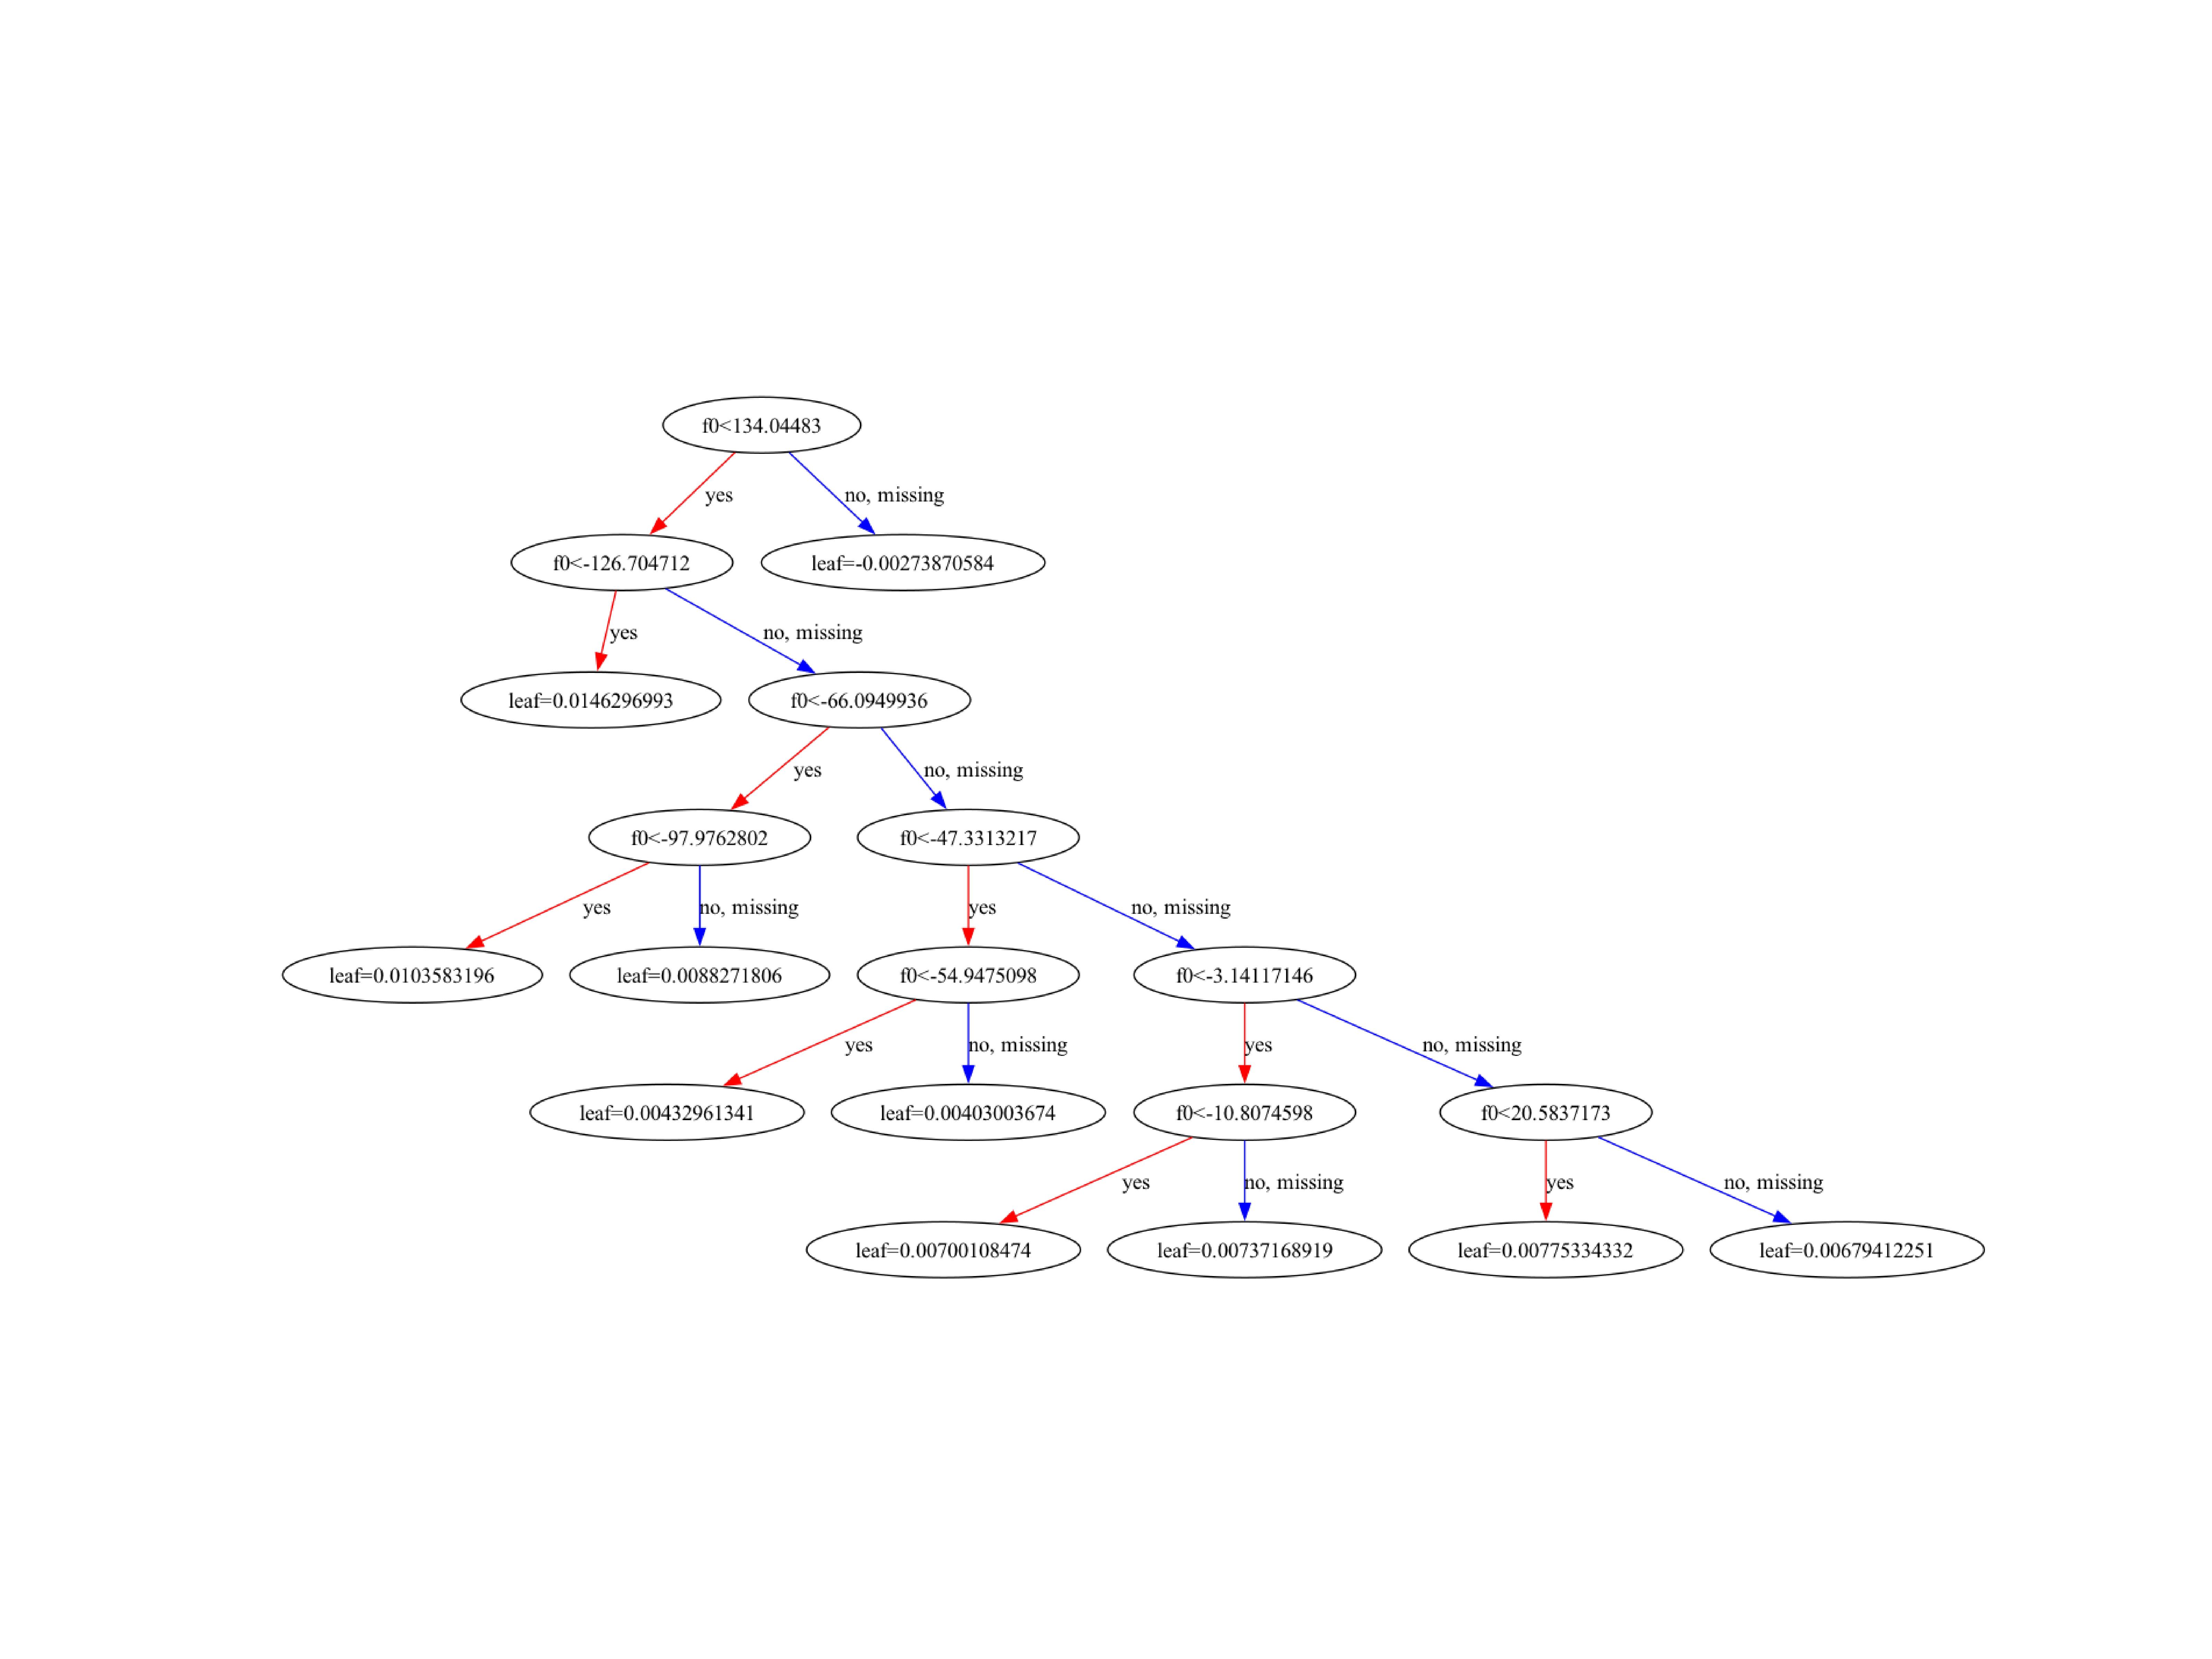 f0<134.04483
yes
no, missing
f0<-126.704712
leaf=-0.00273870584
yes
no, missing
leaf=0.0146296993
f0<-66.0949936
yes
no, missing
f0<-97.9762802
f0<-47.3313217
yes
no, missing
yes
no, missing
leaf=0.0103583196
leaf=0.0088271806
f0<-54.9475098
f0<-3.14117146
yes
no, missing
yes
no, missing
leaf=0.00432961341
leaf=0.00403003674
f0<-10.8074598
f0<20.5837173
yes
no, missing
yes
no, missing
leaf=0.00700108474
leaf=0.00737168919
leaf=0.00775334332
leaf=0.00679412251